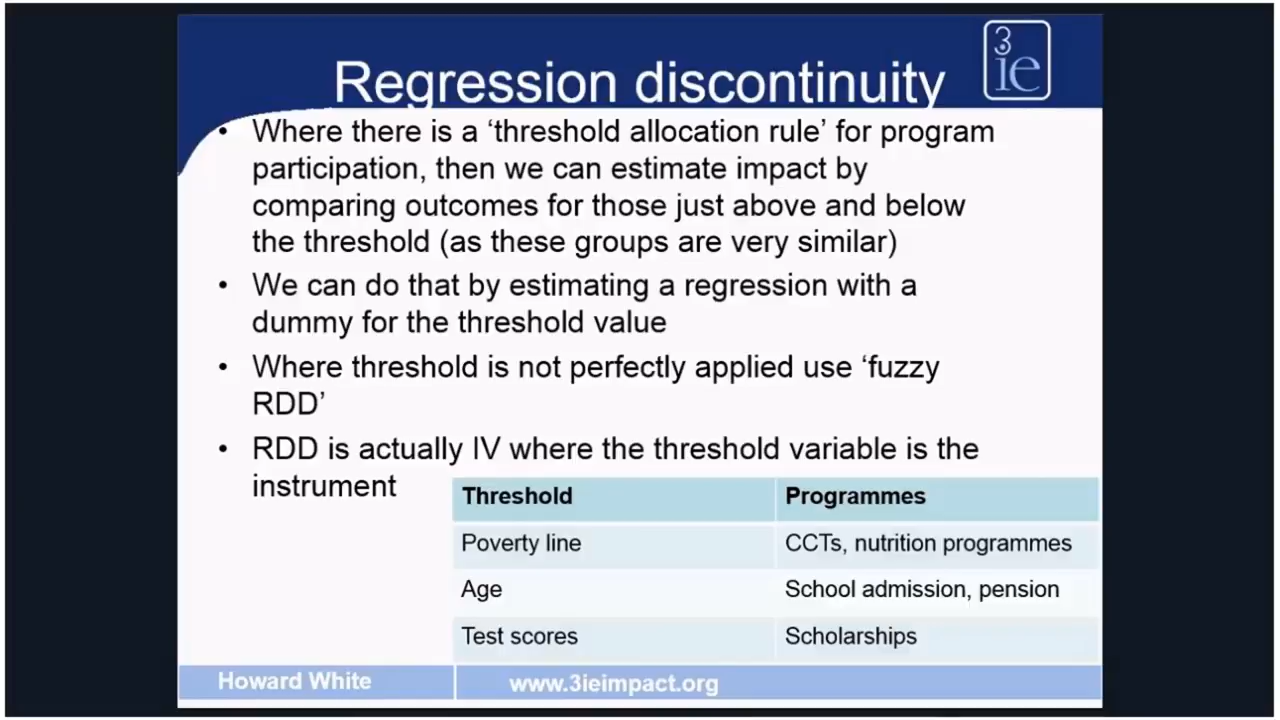 3
ie
Regression discontinuity
• Where there is a ‘threshold allocation rule’ for program
participation, then we can estimate impact by
comparing outcomes for those just above and below
the threshold (as these groups are very similar)
• We can do that by estimating a regression with a
dummy for the threshold value
• Where threshold is not perfectly applied use ‘fuzzy
RDD’
• RDD is actually IV where the threshold variable is the
instrument
Threshold Programmes
Poverty line CCTs, nutrition programmes
Age School admission, pension
Test scores Scholarships
Howard White www.3ieimpact.org